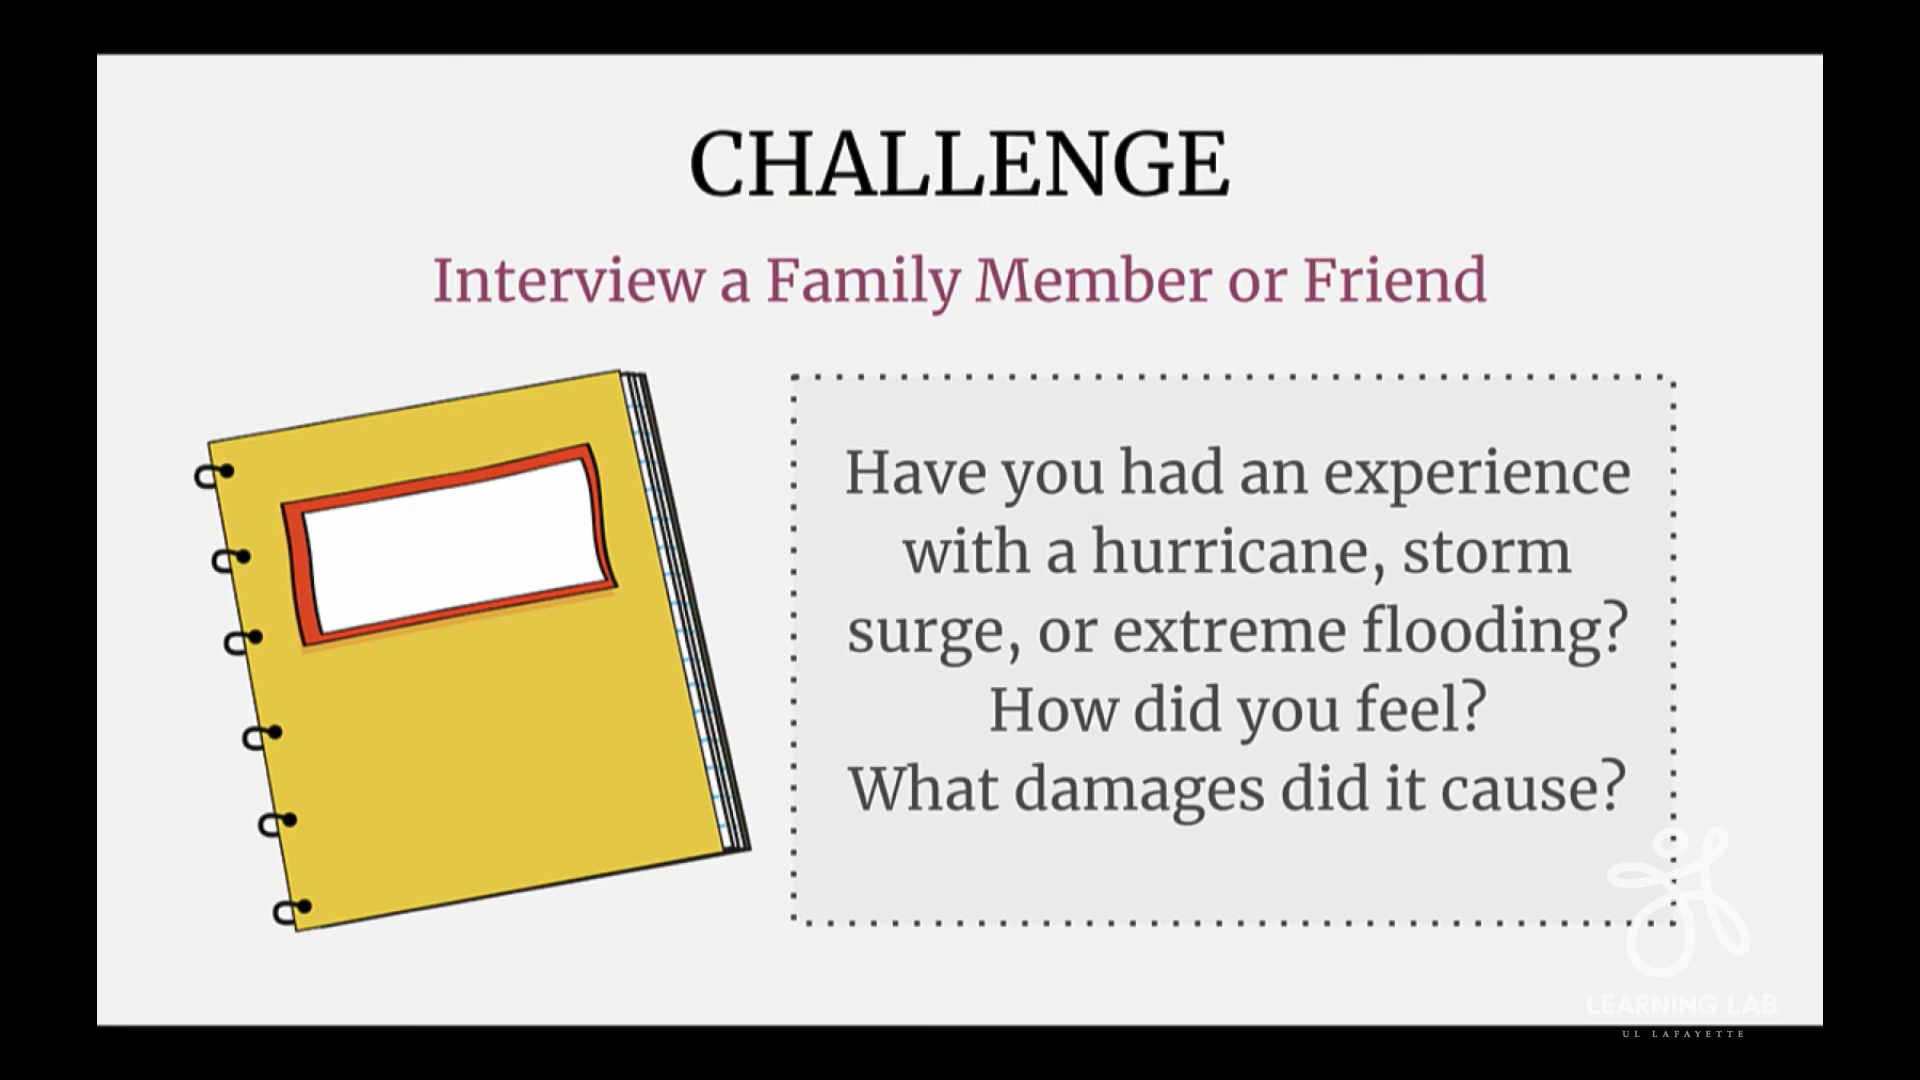 CHALLENGE
Interview a Family Member or Friend
Have you had an experience
with a hurricane, storm
surge, or extreme flooding?
How did you feel?
What damages did it cause?
LEARNING LAB
UL LAFAYETTE